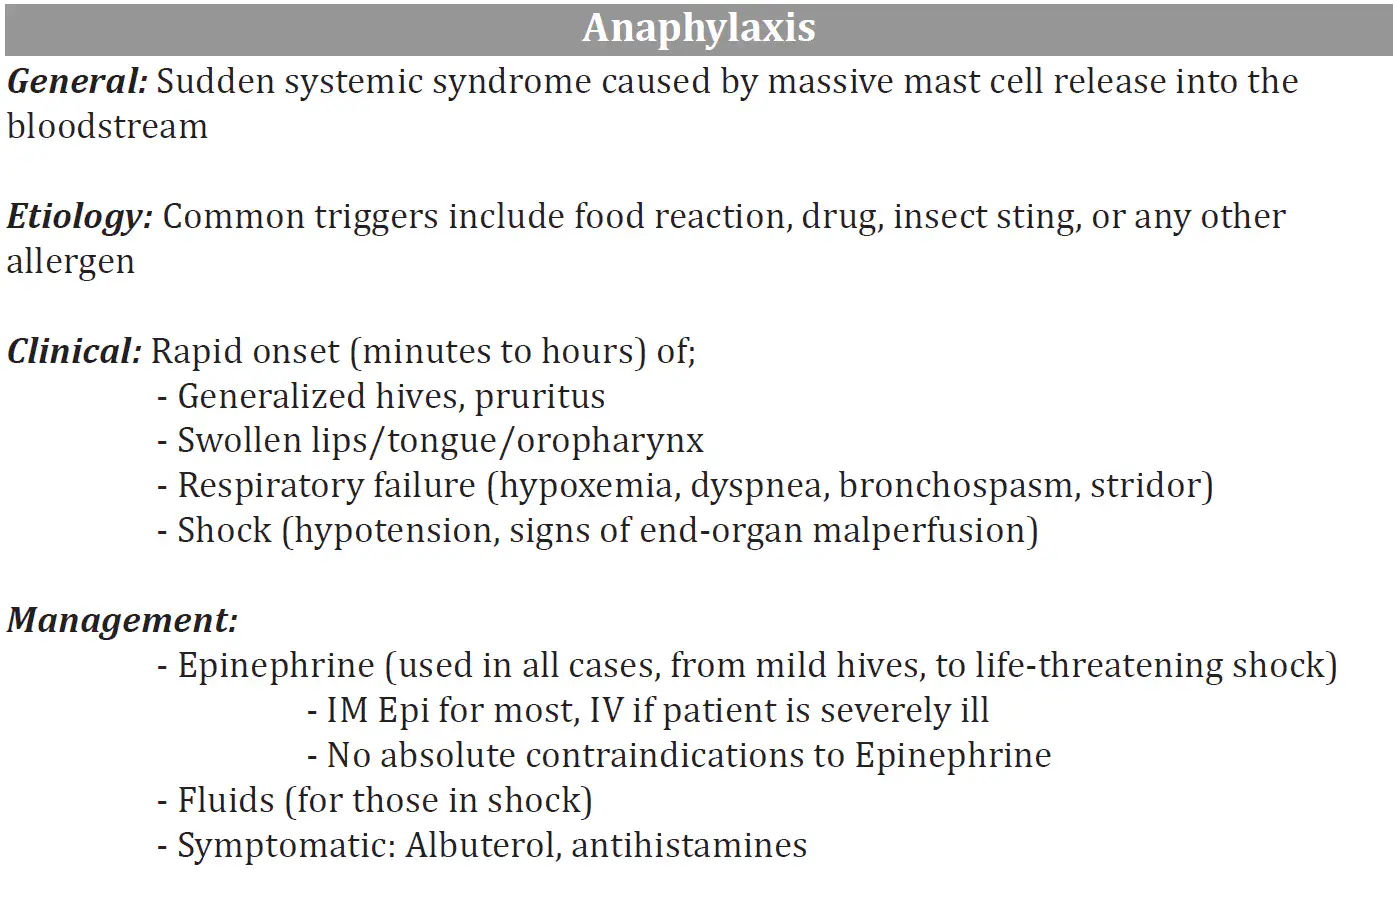 Anaphylaxis
General: Sudden systemic syndrome caused by massive mast cell release into the
bloodstream
Etiology: Common triggers include food reaction, drug, insect sting, or any other
allergen
Clinical: Rapid onset (minutes to hours) of;
- Generalized hives, pruritus
- Swollen lips/tongue/oropharynx
- Respiratory failure (hypoxemia, dyspnea, bronchospasm, stridor)
- Shock (hypotension, signs of end-organ malperfusion)
Management:
- Epinephrine (used in all cases, from mild hives, to life-threatening shock)
- IM Epi for most, IV if patient is severely ill
- No absolute contraindications to Epinephrine
- Fluids (for those in shock)
- Symptomatic: Albuterol, antihistamines